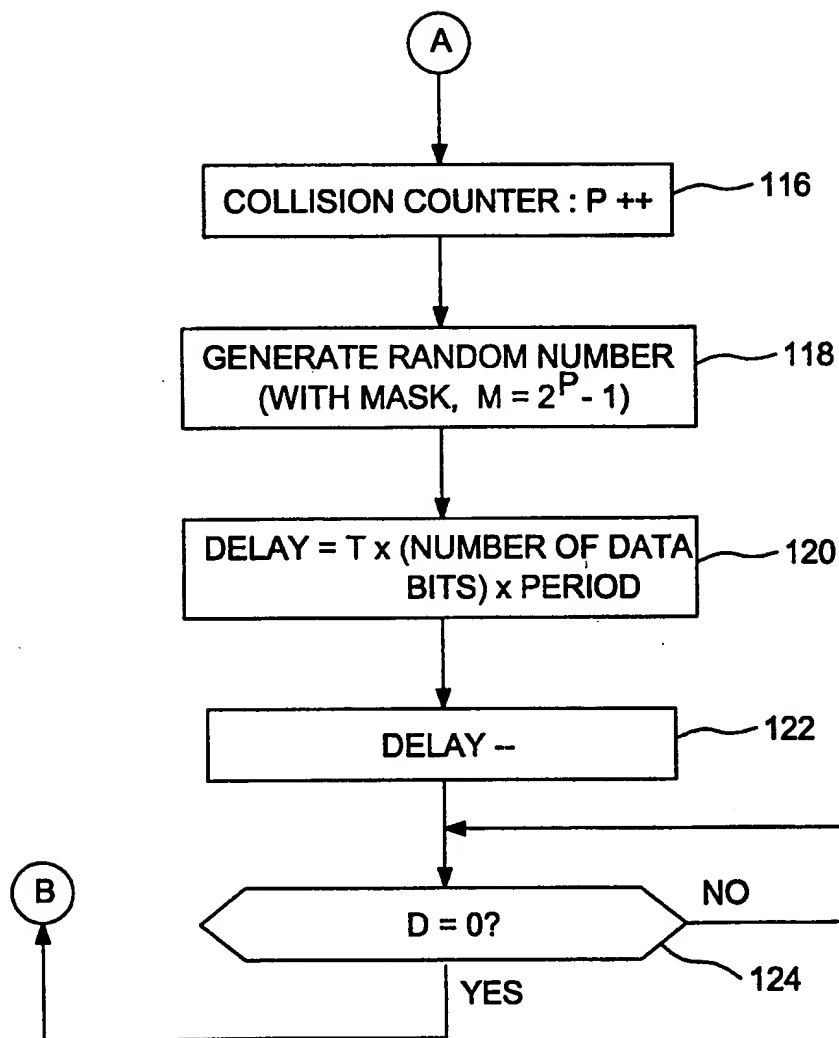 A
COLLISION COUNTER : P ++
116
GENERATE RANDOM NUMBER
(WITH MASK, M = 2^P - 1)
118
DELAY = T x (NUMBER OF DATA
BITS) x PERIOD
120
DELAY --
122
B
D = 0?
NO
124
YES